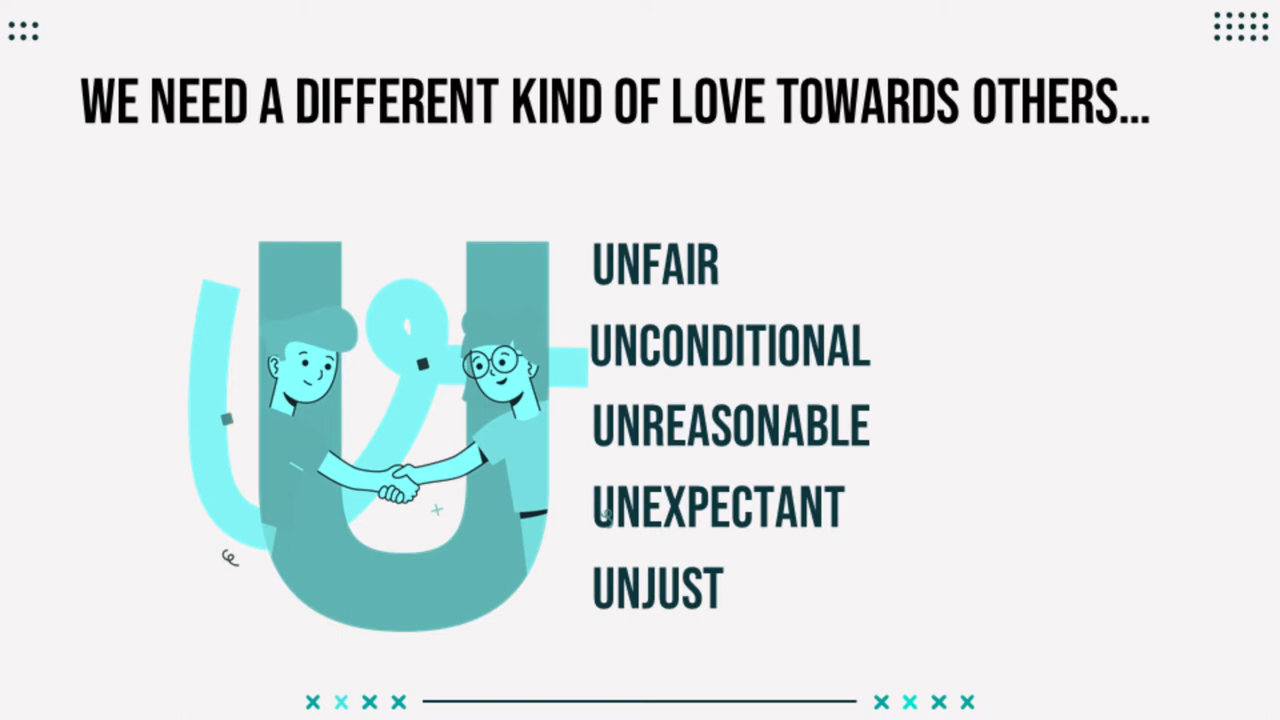 WE NEED A DIFFERENT KIND OF LOVE TOWARDS OTHERS...
U
UNFAIR
UNCONDITIONAL
UNREASONABLE
UNEXPECTANT
UNJUST